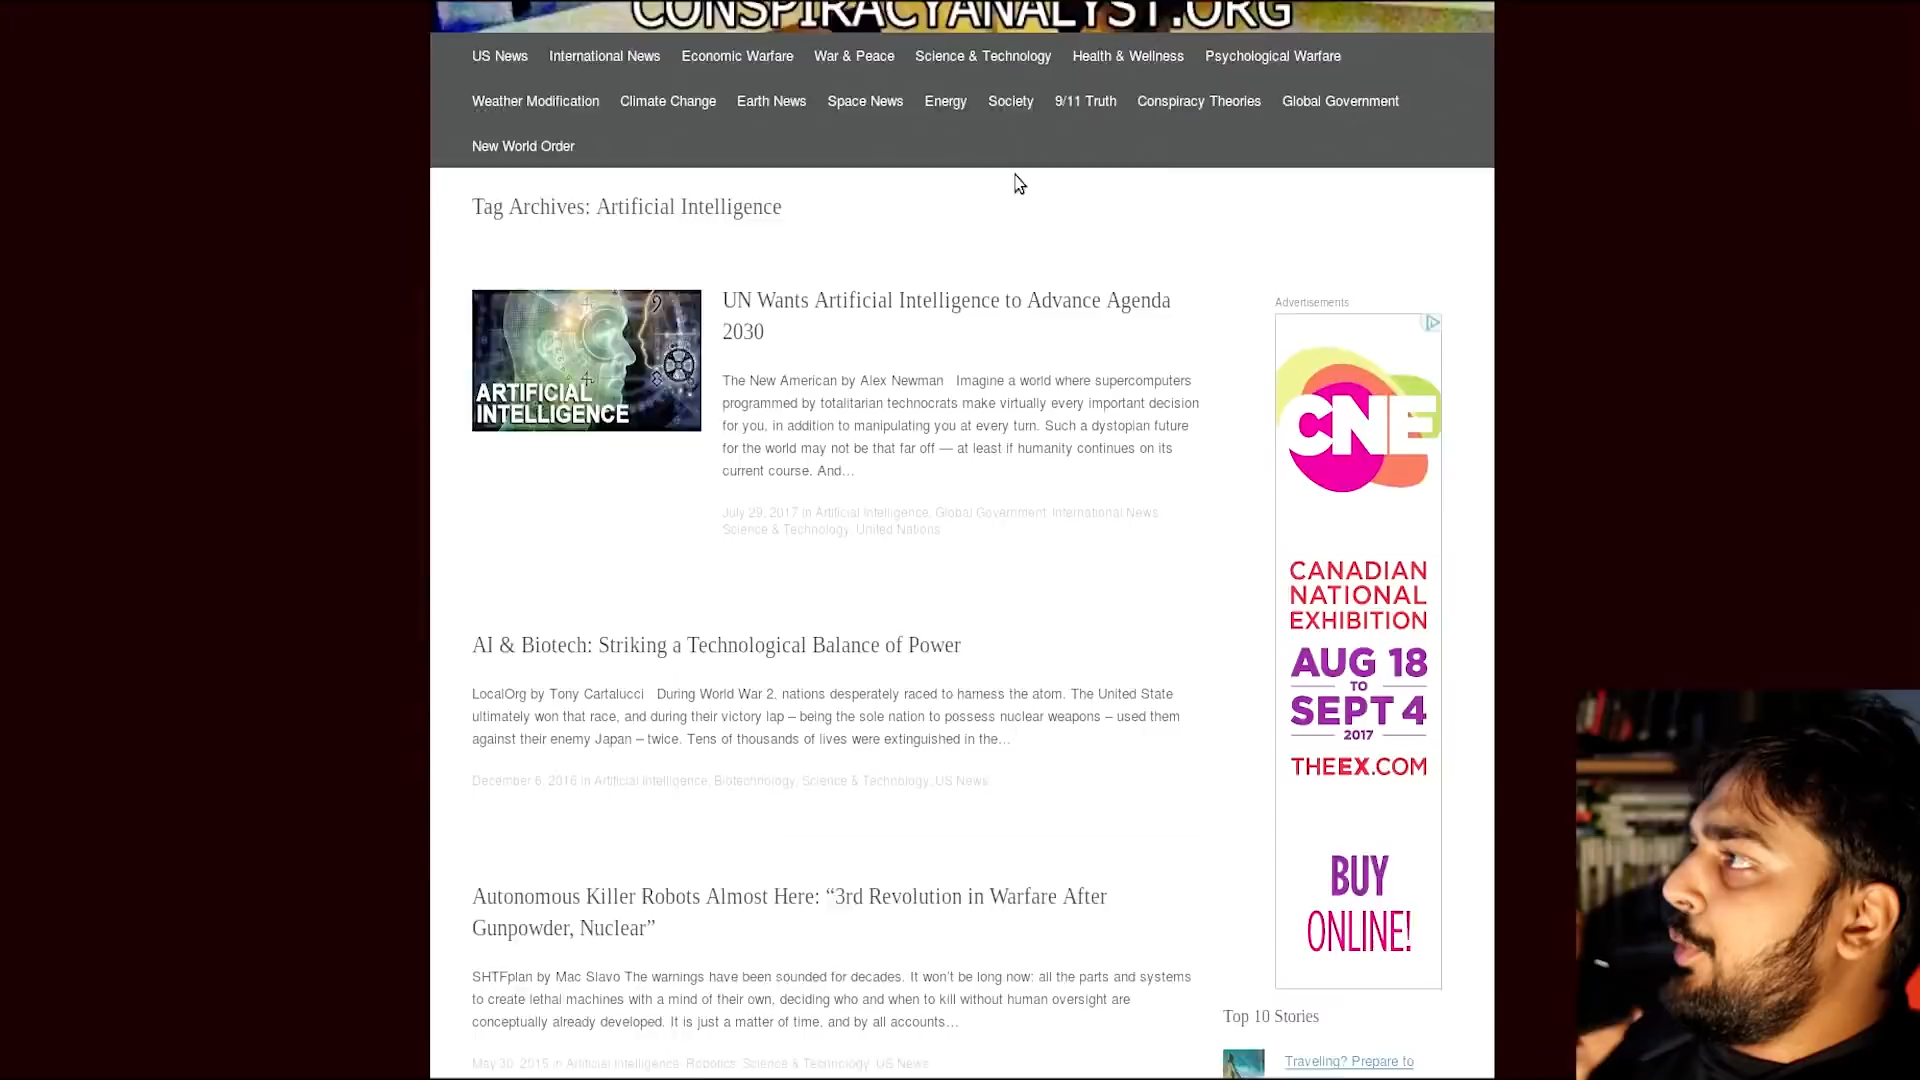 CONSPIRACYANALYST.ORG
US News International News Economic Warfare War & Peace Science & Technology Health & Wellness Psychological Warfare
Weather Modification Climate Change Earth News Space News Energy Society 9/11 Truth Conspiracy Theories Global Government
New World Order
Tag Archives: Artificial Intelligence
ARTIFICIAL
INTELLIGENCE
UN Wants Artificial Intelligence to Advance Agenda
2030
The New American by Alex Newman Imagine a world where supercomputers
programmed by totalitarian technocrats make virtually every important decision
for you, in addition to manipulating you at every turn. Such a dystopian future
for the world may not be that far off — at least if humanity continues on its
current course. And…
July 29, 2017 in Artificial Intelligence, Global Government, International News,
Science & Technology, United Nations
AI & Biotech: Striking a Technological Balance of Power
LocalOrg by Tony Cartalucci During World War 2, nations desperately raced to harness the atom. The United State
ultimately won that race, and during their victory lap – being the sole nation to possess nuclear weapons – used them
against their enemy Japan – twice. Tens of thousands of lives were extinguished in the…
December 6, 2016 in Artificial Intelligence, Biotechnology, Science & Technology, US News
Autonomous Killer Robots Almost Here: “3rd Revolution in Warfare After
Gunpowder, Nuclear”
SHTFplan by Mac Slavo The warnings have been sounded for decades. It won’t be long now: all the parts and systems
to create lethal machines with a mind of their own, deciding who and when to kill without human oversight are
conceptually already developed. It is just a matter of time, and by all accounts…
May 30, 2015 in Artificial Intelligence, Robotics, Science & Technology, US News
Advertisements
CNE
CANADIAN
NATIONAL
EXHIBITION
AUG 18
TO
SEPT 4
2017
THEEX.COM
BUY
ONLINE!
Top 10 Stories
Traveling? Prepare to